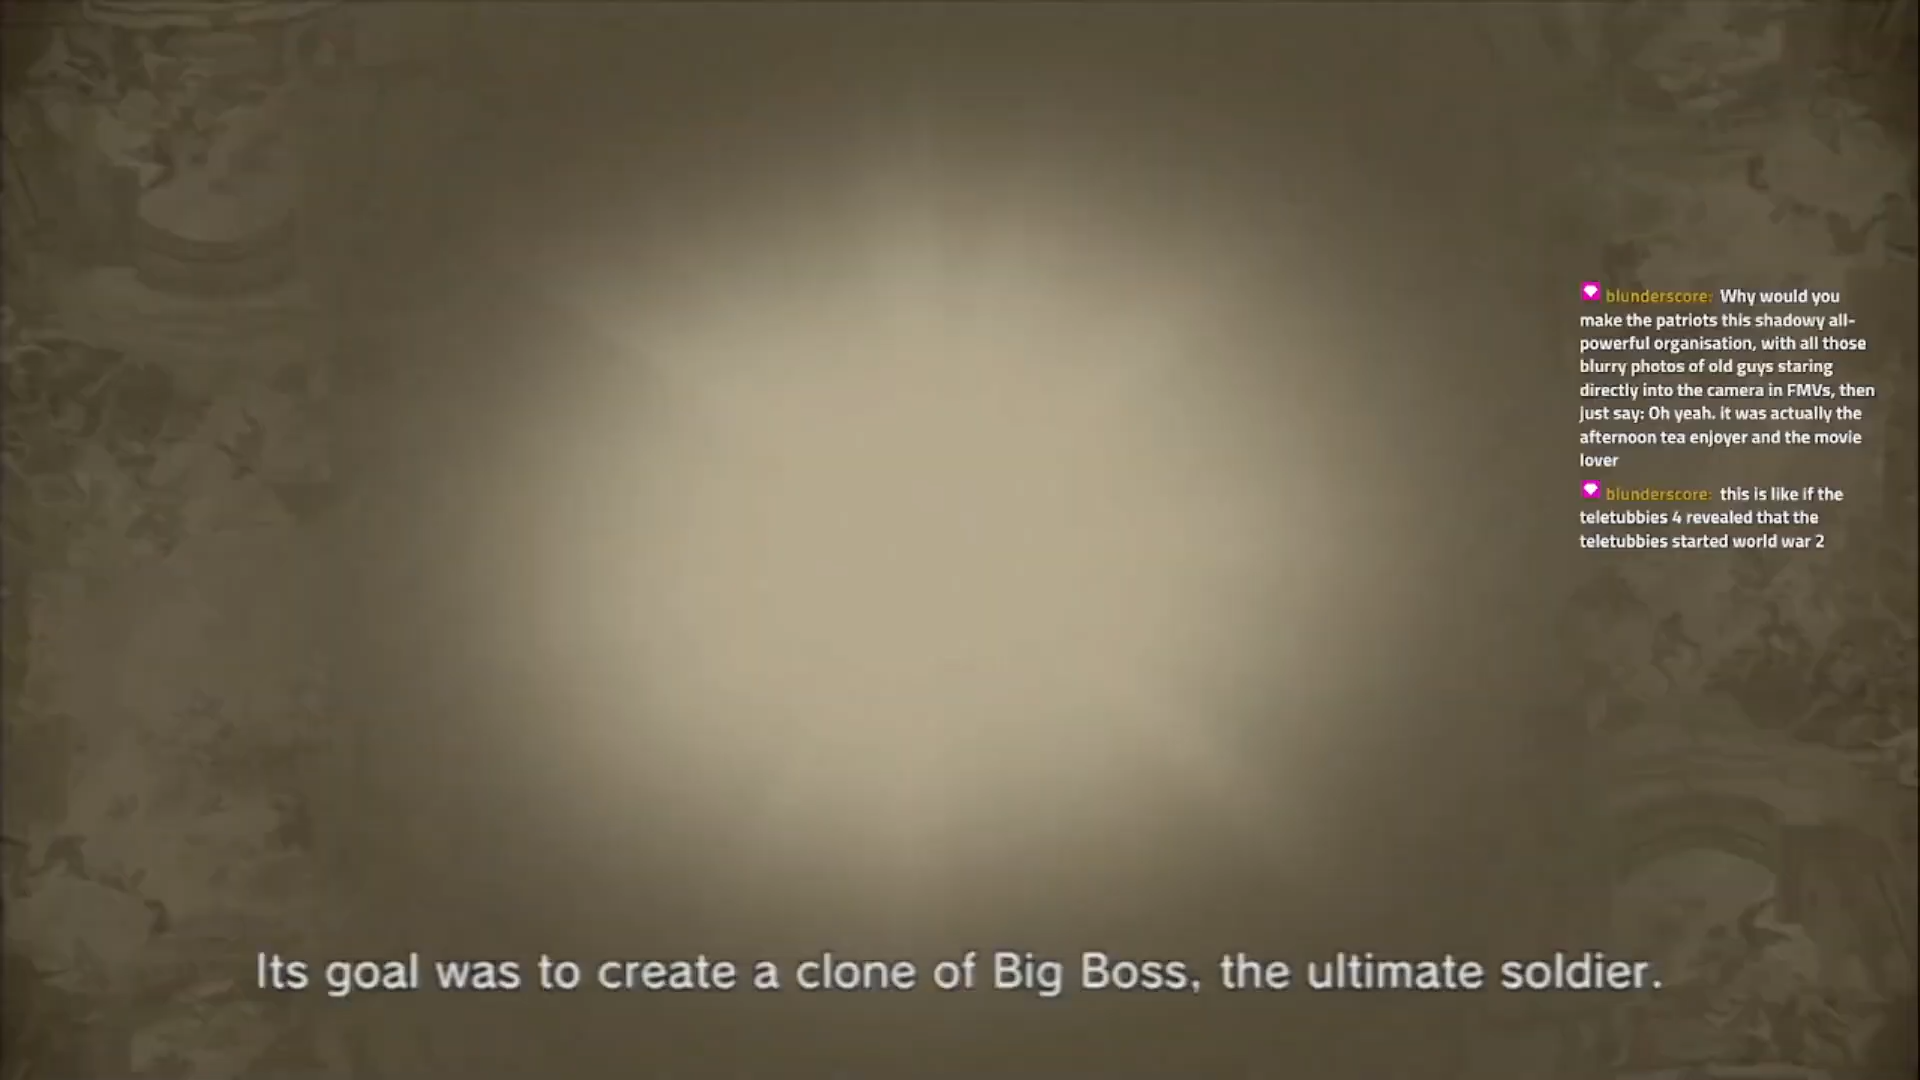 blunderscore: Why would you
make the patriots this shadowy all-
powerful organisation, with all those
blurry photos of old guys staring
directly into the camera in FMVs, then
just say: Oh yeah. it was actually the
afternoon tea enjoyer and the movie
lover
blunderscore: this is like if the
teletubbies 4 revealed that the
teletubbies started world war 2
Its goal was to create a clone of Big Boss, the ultimate soldier.